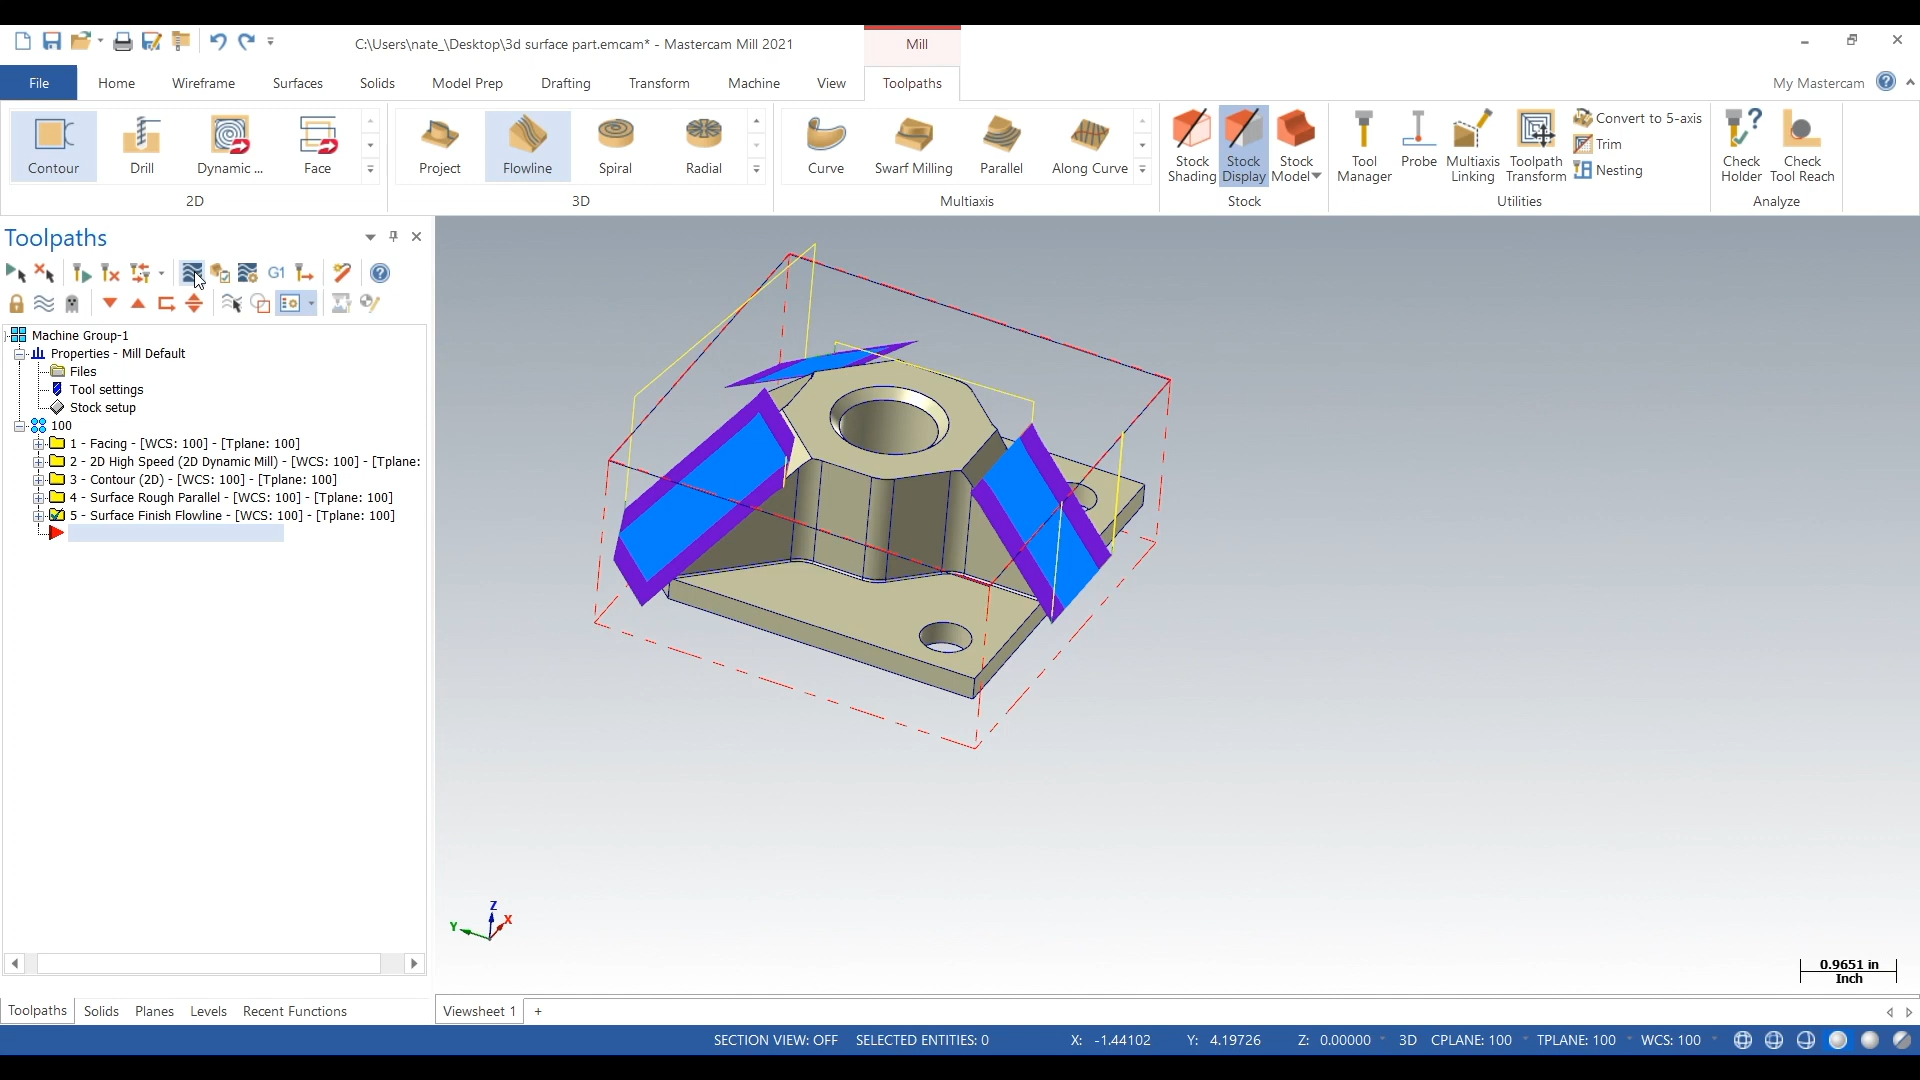 C:\Users\nate_\Desktop\3d surface part.emcam* - Mastercam Mill 2021
Mill
File Home Wireframe Surfaces Solids Model Prep Drafting Transform Machine View Toolpaths My Mastercam
Contour Drill Dynamic ... Face
2D
Project Flowline Spiral Radial
3D
Curve Swarf Milling Parallel Along Curve
Multiaxis
Stock Shading
Stock Display
Stock Model
Stock
Tool Manager
Probe
Multiaxis Linking
Toolpath Transform
Convert to 5-axis
Trim
Nesting
Utilities
Check Holder
Check Tool Reach
Analyze
Toolpaths
G1
Machine Group-1
Properties - Mill Default
Files
Tool settings
Stock setup
100
1 - Facing - [WCS: 100] - [Tplane: 100]
2 - 2D High Speed (2D Dynamic Mill) - [WCS: 100] - [Tplane:
3 - Contour (2D) - [WCS: 100] - [Tplane: 100]
4 - Surface Rough Parallel - [WCS: 100] - [Tplane: 100]
5 - Surface Finish Flowline - [WCS: 100] - [Tplane: 100]
Z
X
Y
0.9651 in
Inch
Toolpaths Solids Planes Levels Recent Functions
Viewsheet 1 +
SECTION VIEW: OFF SELECTED ENTITIES: 0 X: -1.44102 Y: 4.19726 Z: 0.00000 3D CPLANE: 100 TPLANE: 100 WCS: 100